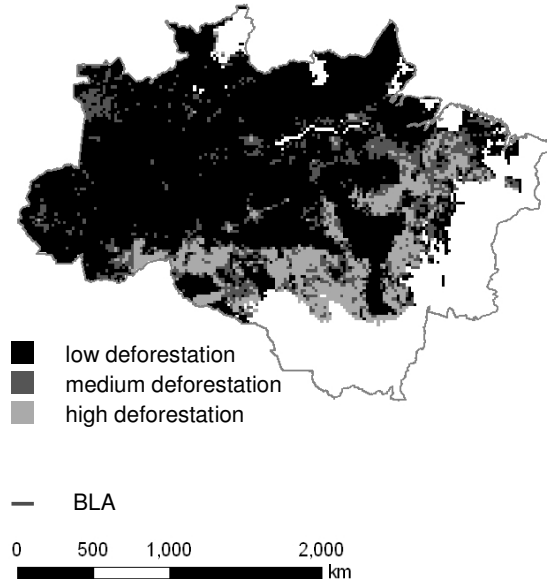 low deforestation
medium deforestation
high deforestation
BLA
0 500 1,000 2,000
km